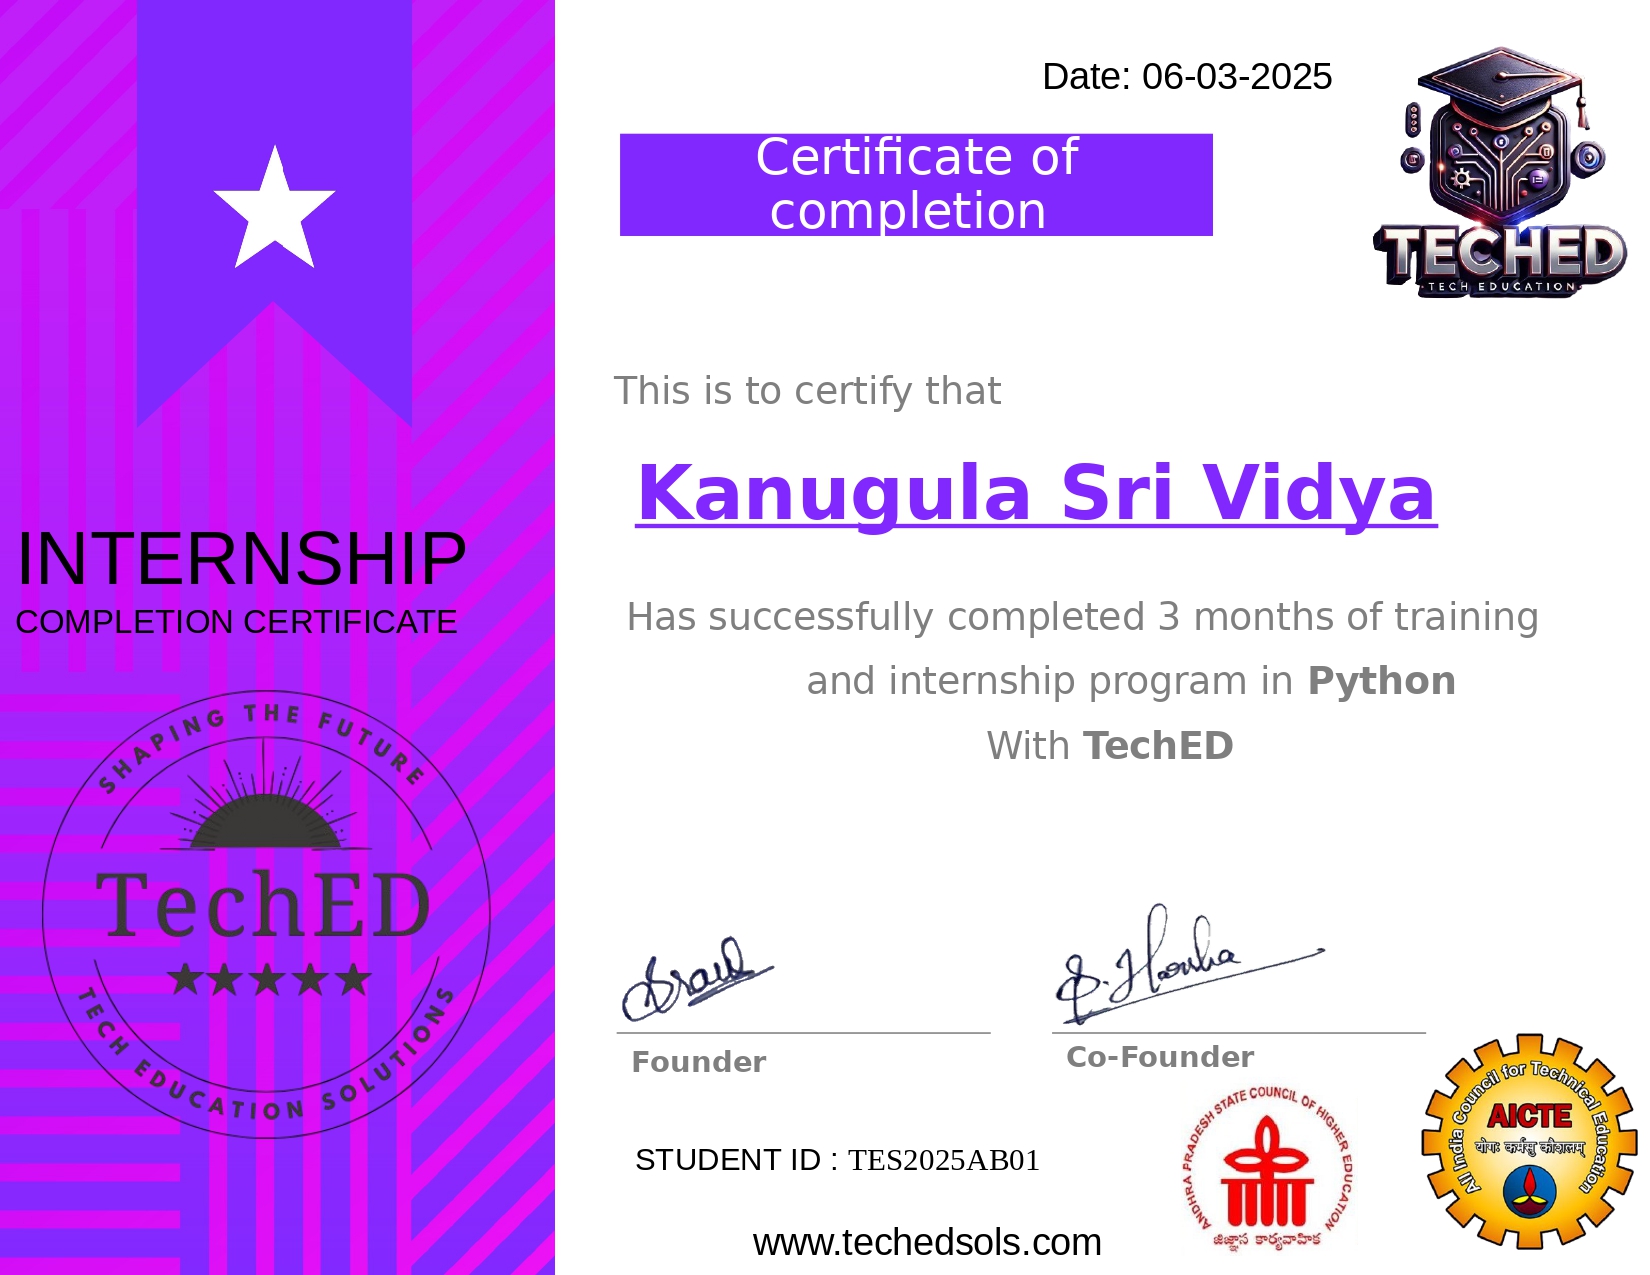 Date: 06-03-2025
Certificate of
completion
TECHED
TECH EDUCATION
This is to certify that
Kanugula Sri Vidya
INTERNSHIP
COMPLETION CERTIFICATE
Has successfully completed 3 months of training
and internship program in Python
With TechED
SHAPING THE FUTURE
TechED
TECH EDUCATION SOLUTIONS
Founder
Co-Founder
STUDENT ID : TES2025AB01
www.techedsols.com
ANDHRA PRADESH STATE COUNCIL OF HIGHER EDUCATION
జిజ్ఞాస కార్యవాహిక
All India Council for Technical Education
AICTE
योगः कर्मसु कौशलम्